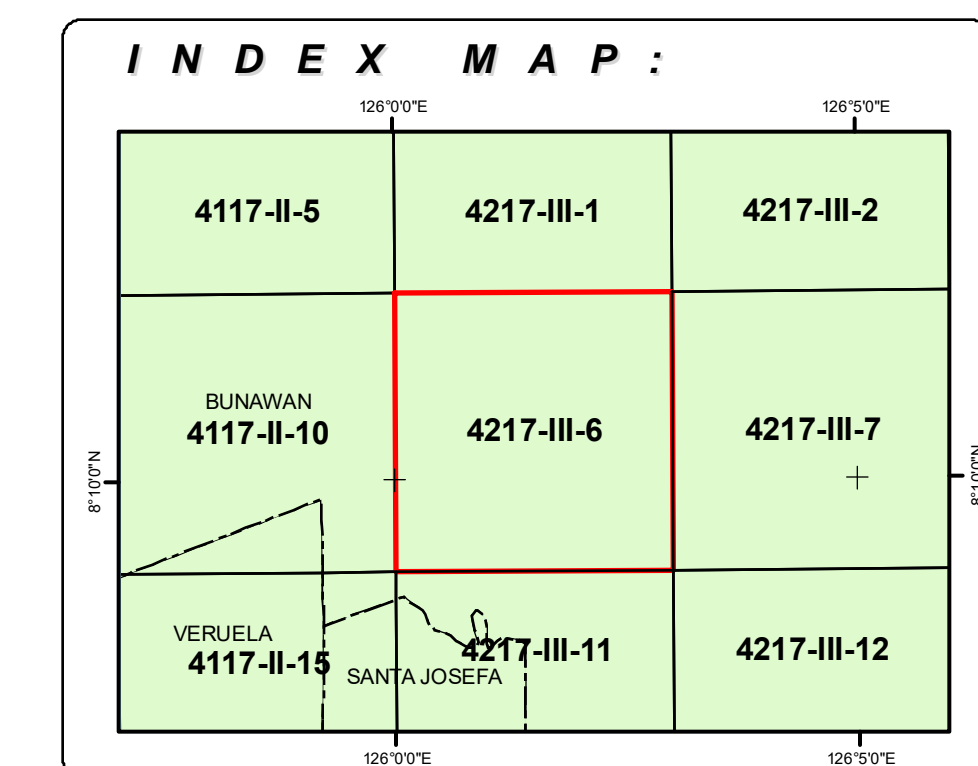 INDEX MAP:
126°0'0"E 126°5'0"E
4117-II-5 4217-III-1 4217-III-2
BUNAWAN
4117-II-10 4217-III-6 4217-III-7
8°10'0"N 8°10'0"N
VERUELA
4117-II-15 4217-III-11 4217-III-12
SANTA JOSEFA
126°0'0"E 126°5'0"E